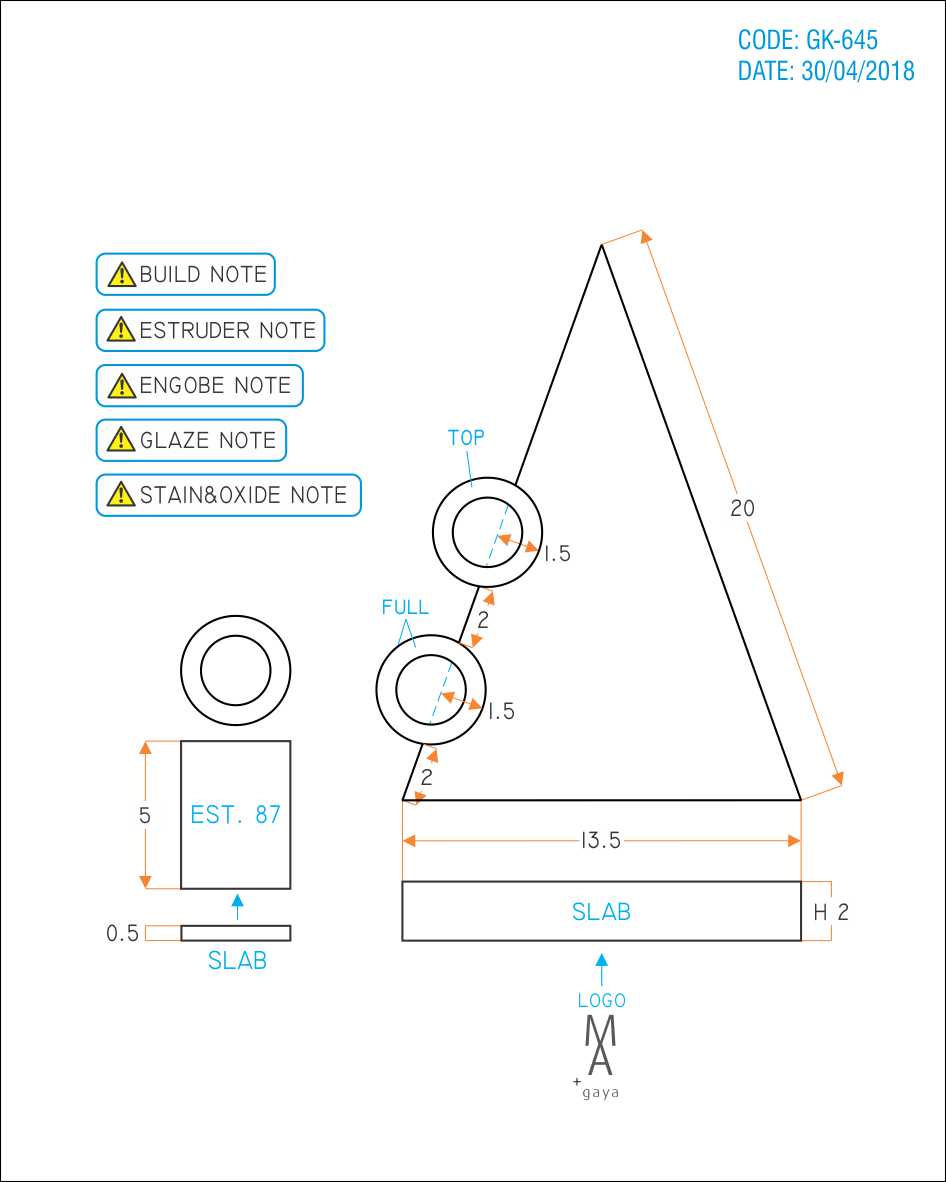 CODE: GK-645
DATE: 30/04/2018
BUILD NOTE
ESTRUDER NOTE
ENGOBE NOTE
GLAZE NOTE
STAIN&OXIDE NOTE
TOP
20
1.5
FULL
2
1.5
2
5
EST. 87
13.5
0.5
SLAB
SLAB
H 2
LOGO
MA
+
gaya